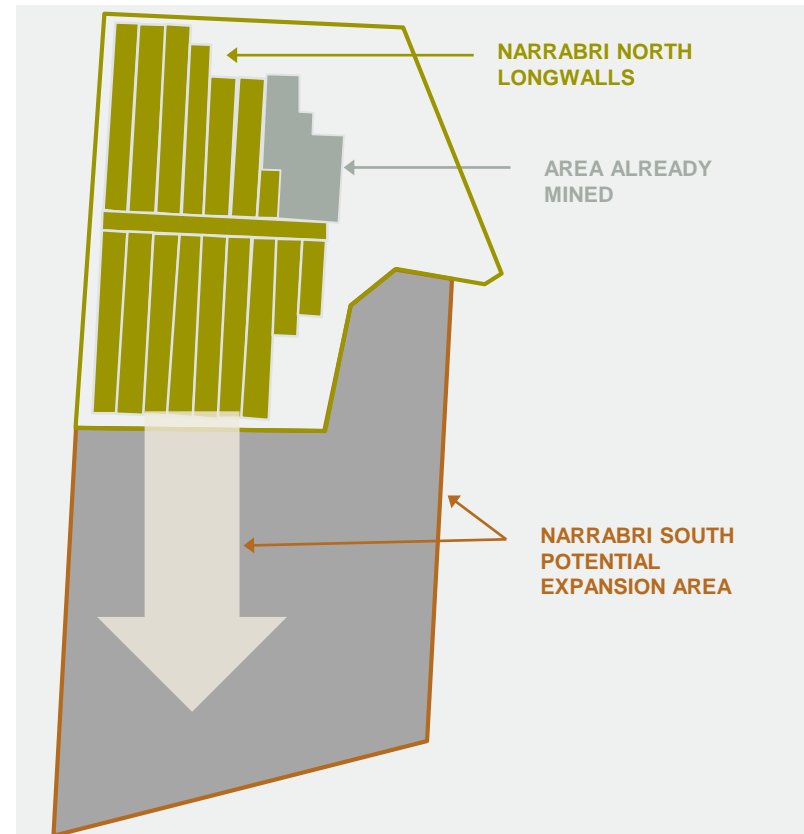 NARRABRI NORTH
LONGWALLS
AREA ALREADY
MINED
NARRABRI SOUTH
POTENTIAL
EXPANSION AREA